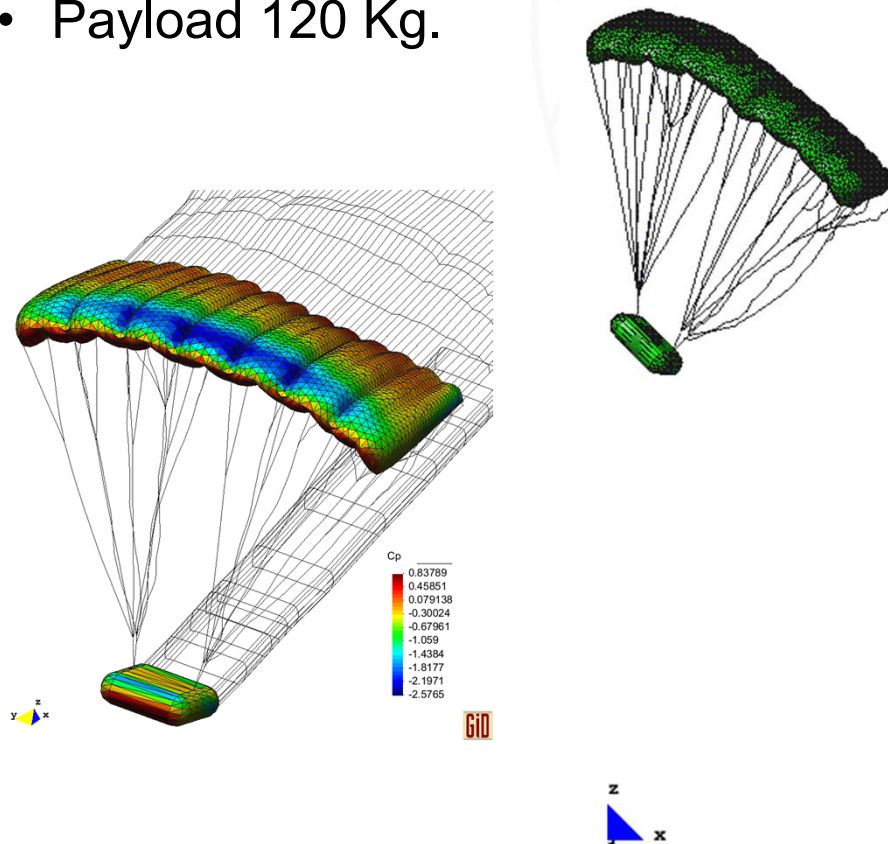 • Payload 120 Kg.
Cp
0.83789
0.45851
0.079138
-0.30024
-0.67961
-1.059
-1.4384
-1.8177
-2.1971
-2.5765
z
y x
GiD
z
x